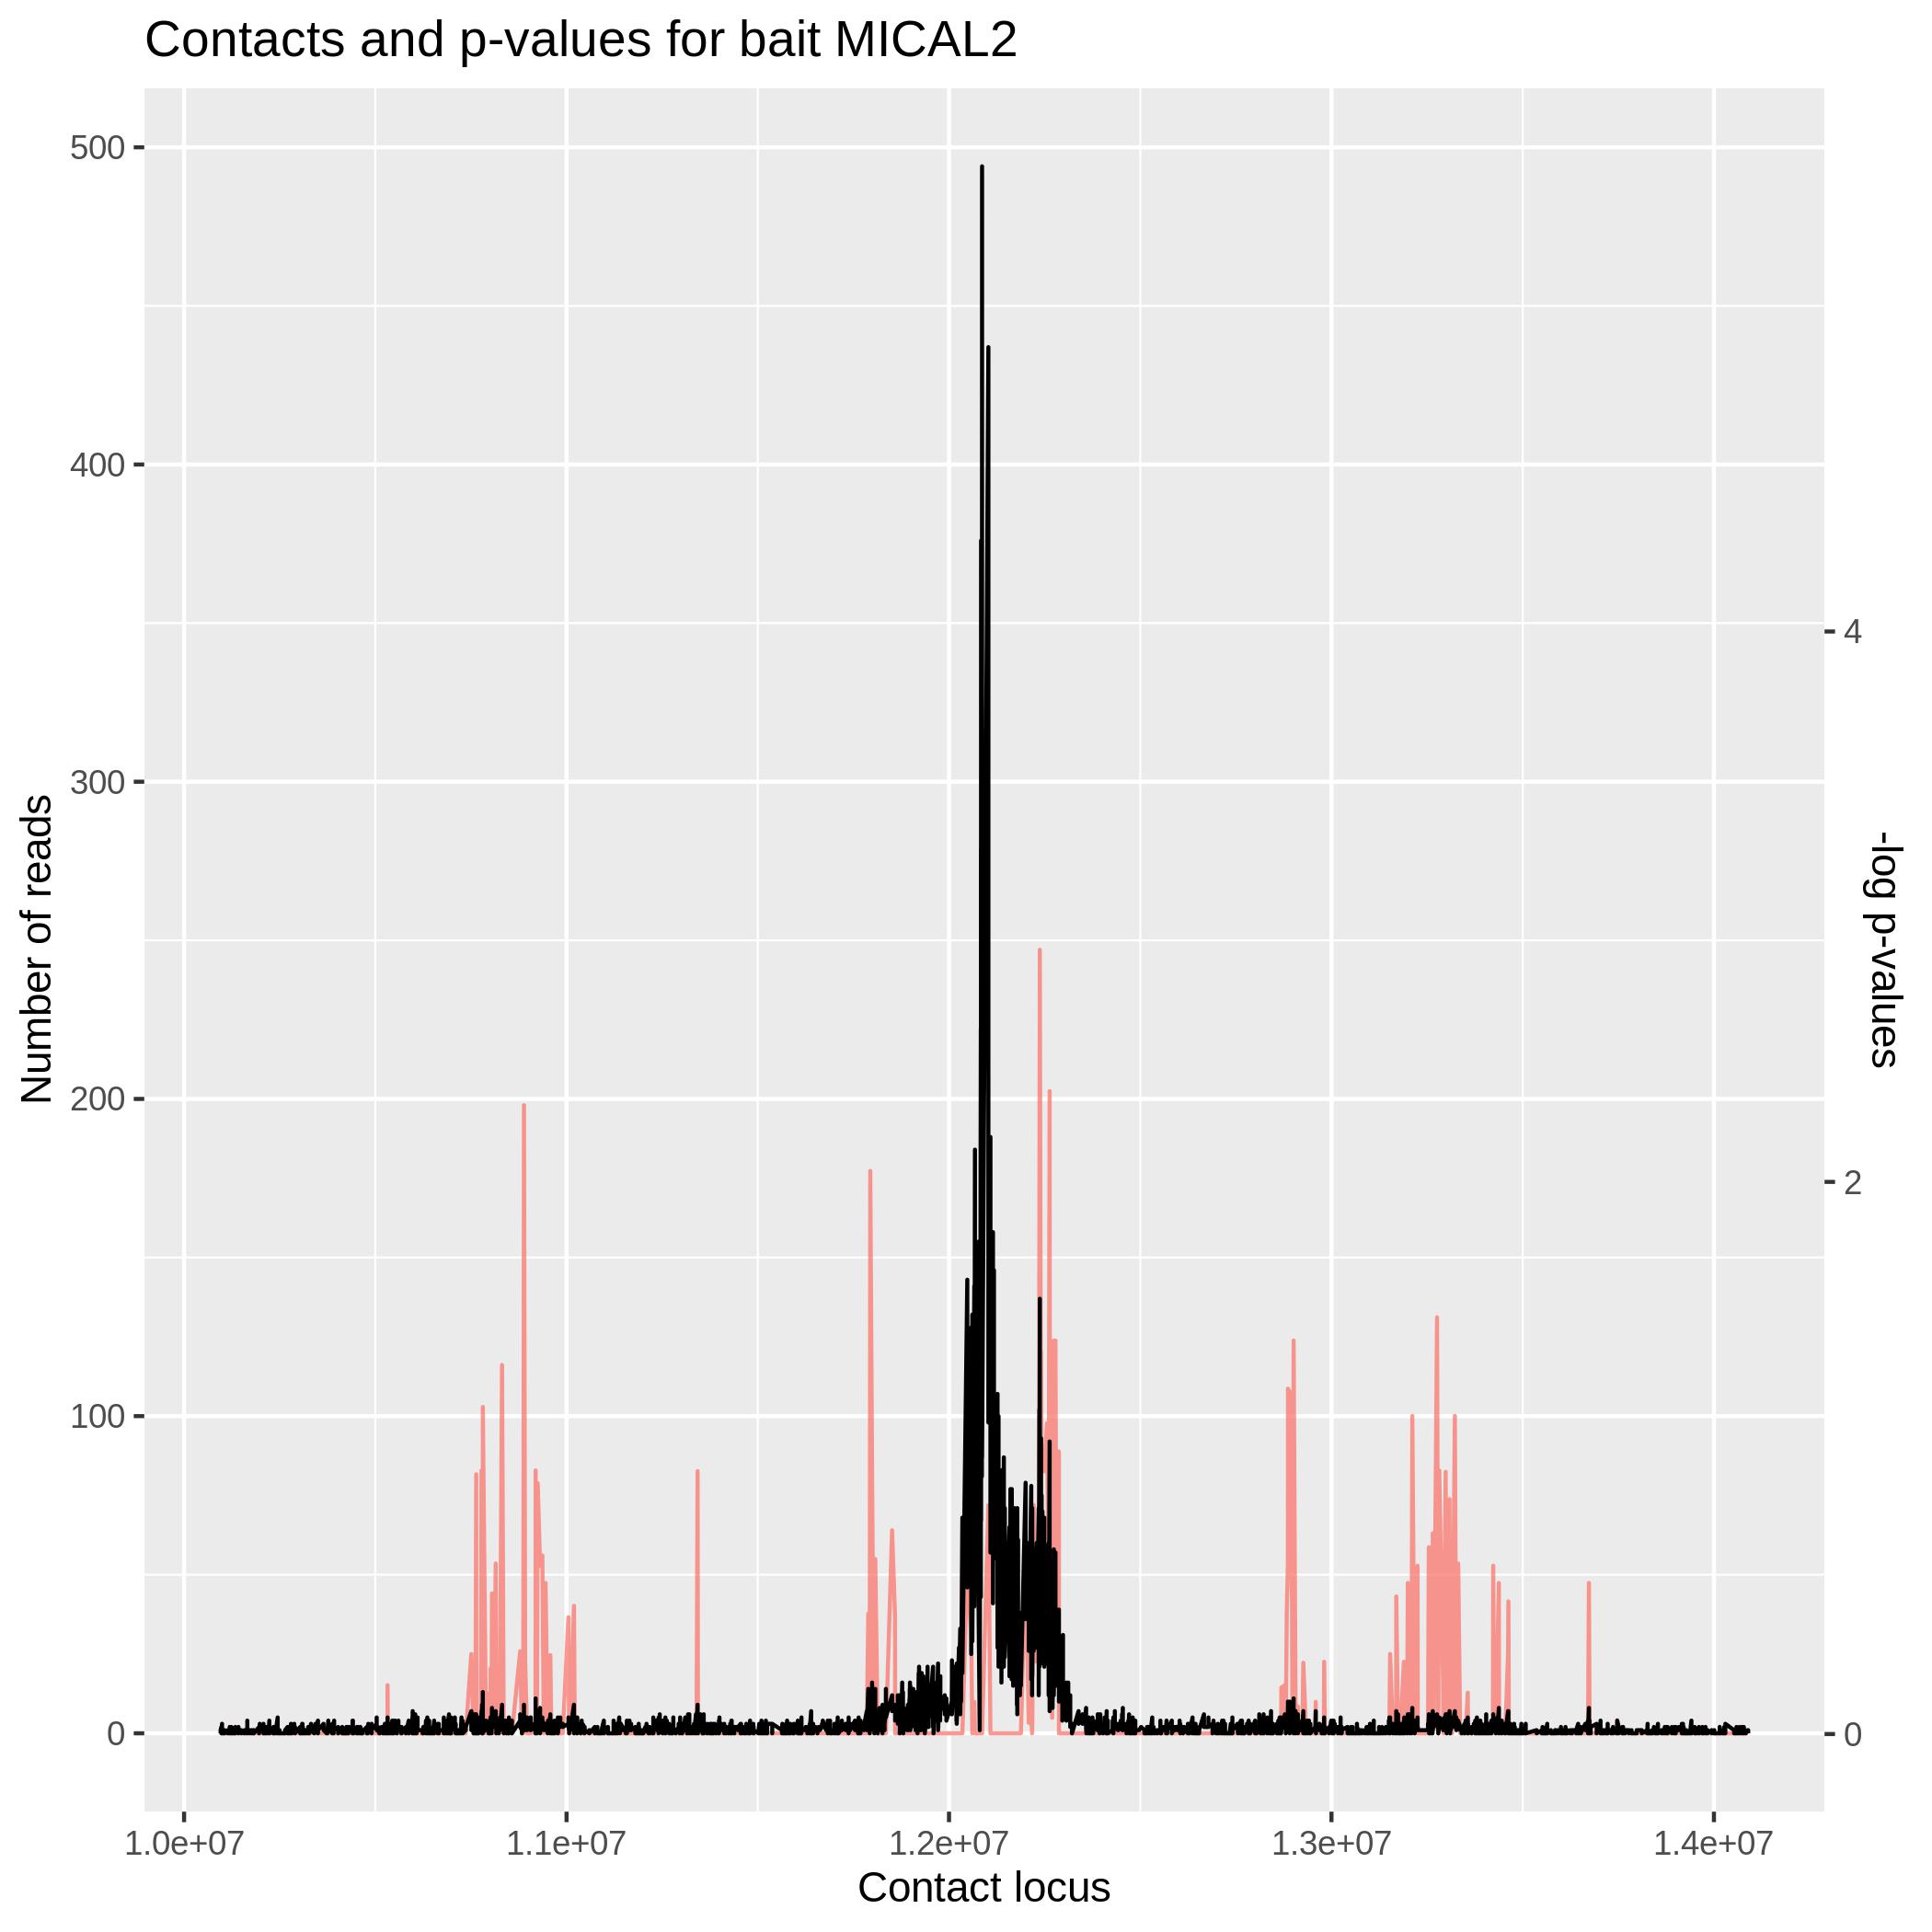 Contacts and p-values for bait MICAL2
500
400
300
200
100
0
Number of reads
4
2
0
-log p-values
1.0e+07
1.1e+07
1.2e+07
1.3e+07
1.4e+07
Contact locus